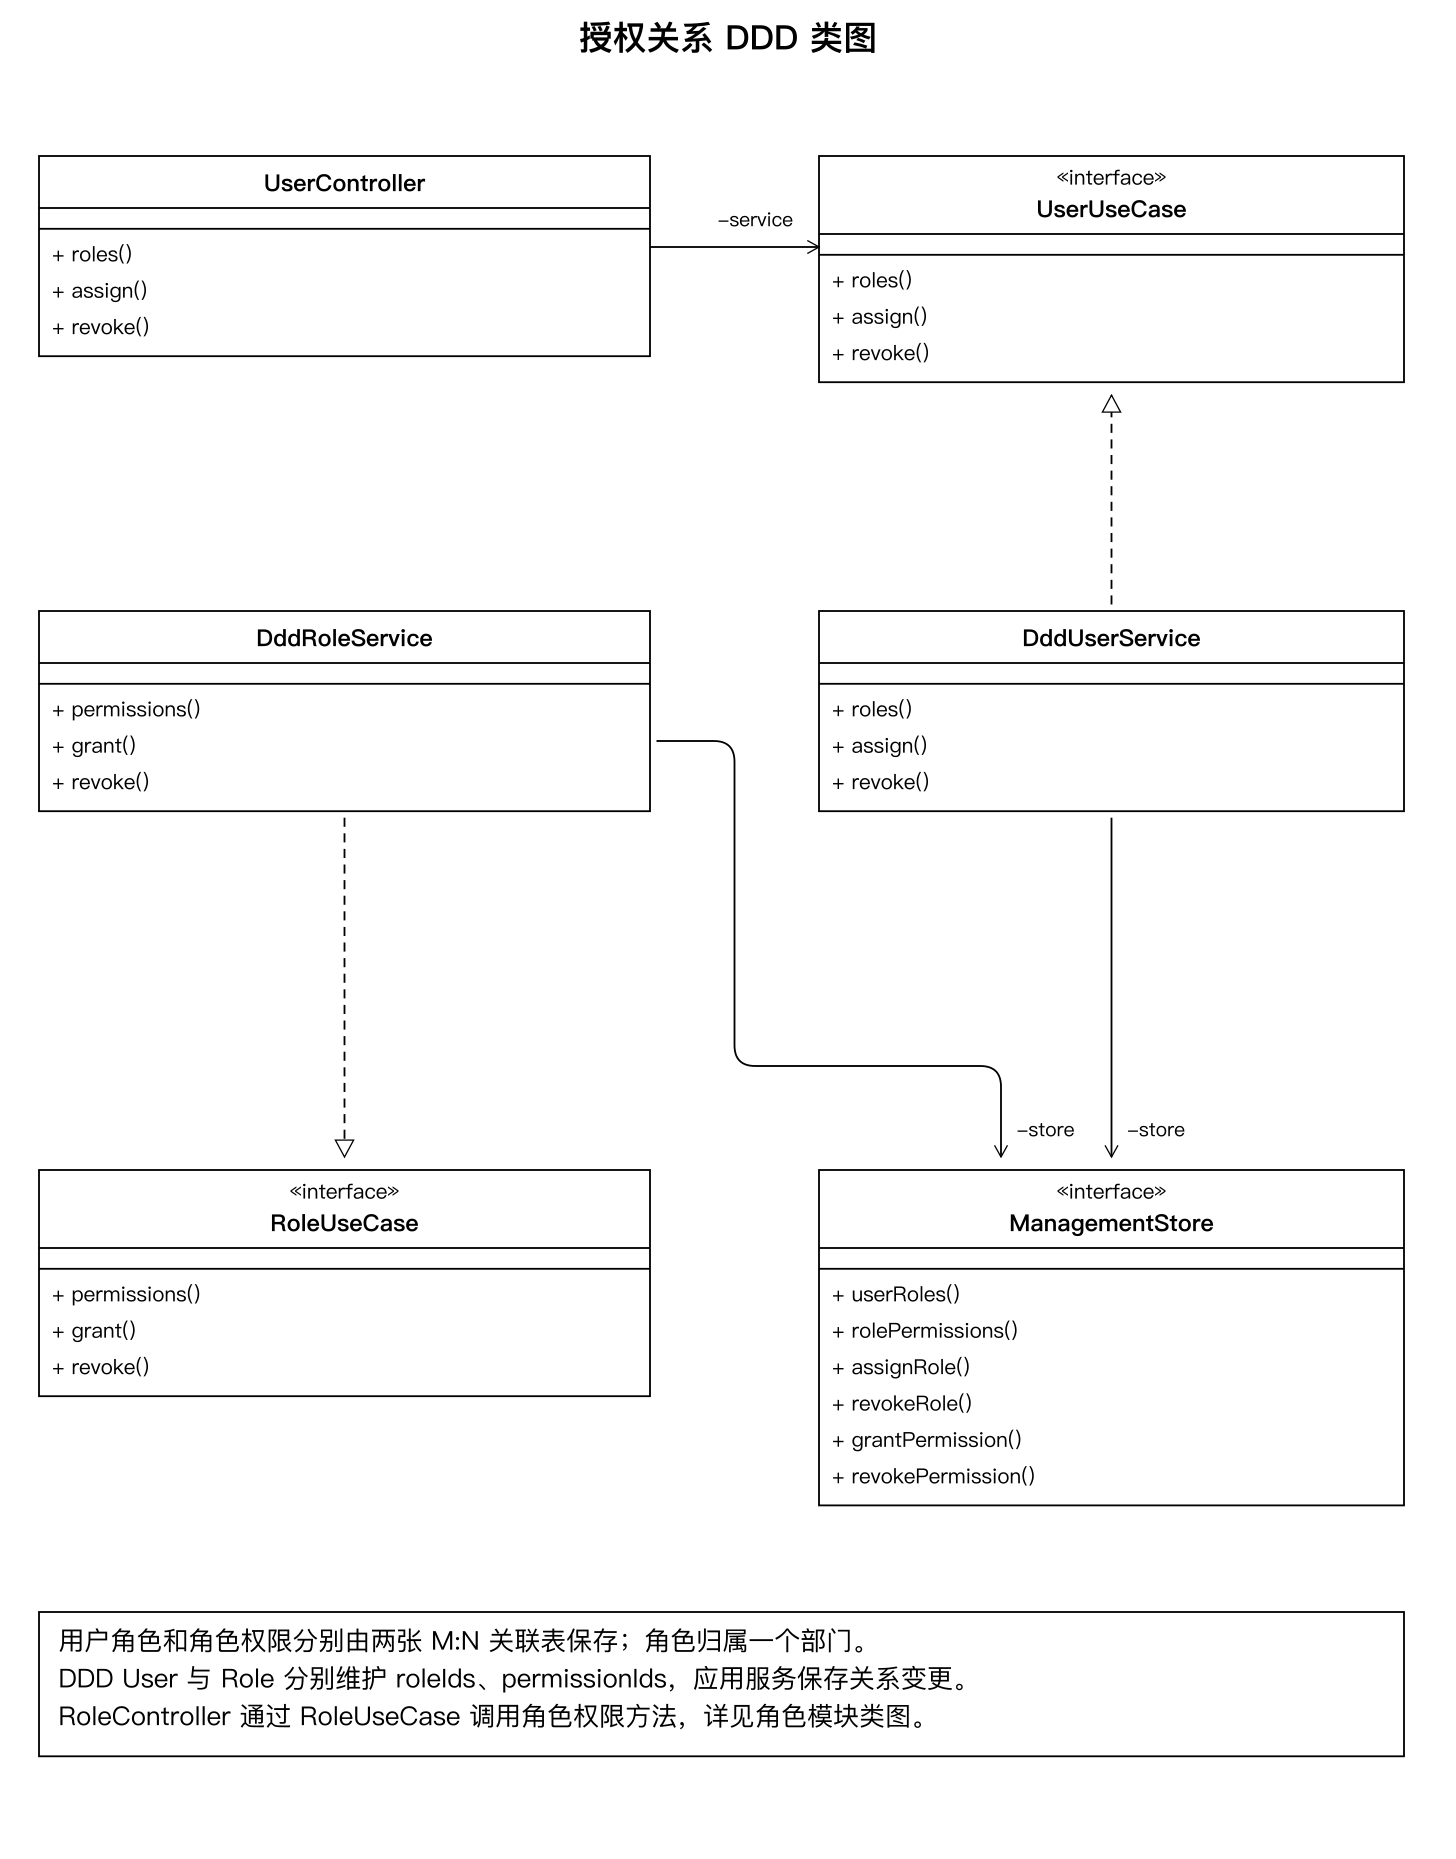 授权关系 DDD 类图
UserController
+ roles()
+ assign()
+ revoke()
–service
«interface»
UserUseCase
+ roles()
+ assign()
+ revoke()
DddRoleService
+ permissions()
+ grant()
+ revoke()
DddUserService
+ roles()
+ assign()
+ revoke()
–store
–store
«interface»
RoleUseCase
+ permissions()
+ grant()
+ revoke()
«interface»
ManagementStore
+ userRoles()
+ rolePermissions()
+ assignRole()
+ revokeRole()
+ grantPermission()
+ revokePermission()
用户角色和角色权限分别由两张 M:N 关联表保存；角色归属一个部门。
DDD User 与 Role 分别维护 roleIds、permissionIds，应用服务保存关系变更。
RoleController 通过 RoleUseCase 调用角色权限方法，详见角色模块类图。